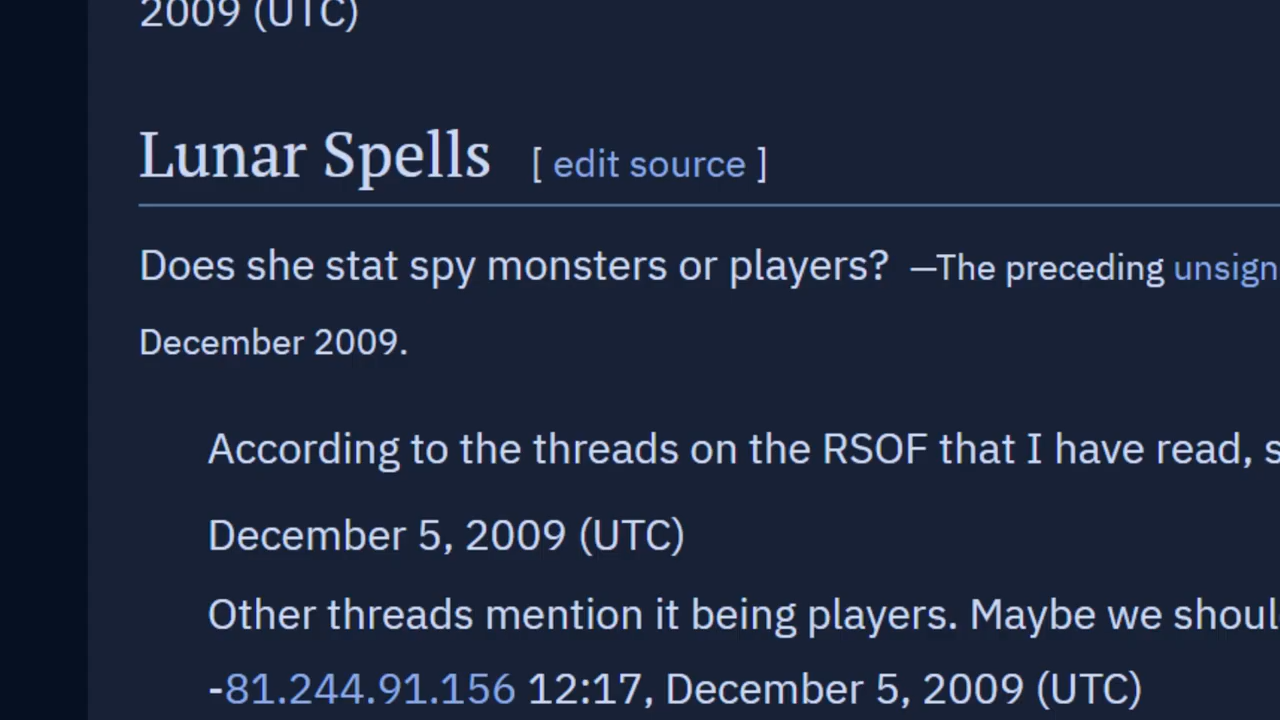 2009 (UTC)
Lunar Spells [ edit source ]
Does she stat spy monsters or players? —The preceding unsign
December 2009.
According to the threads on the RSOF that I have read, s
December 5, 2009 (UTC)
Other threads mention it being players. Maybe we shoul
-81.244.91.156 12:17, December 5, 2009 (UTC)